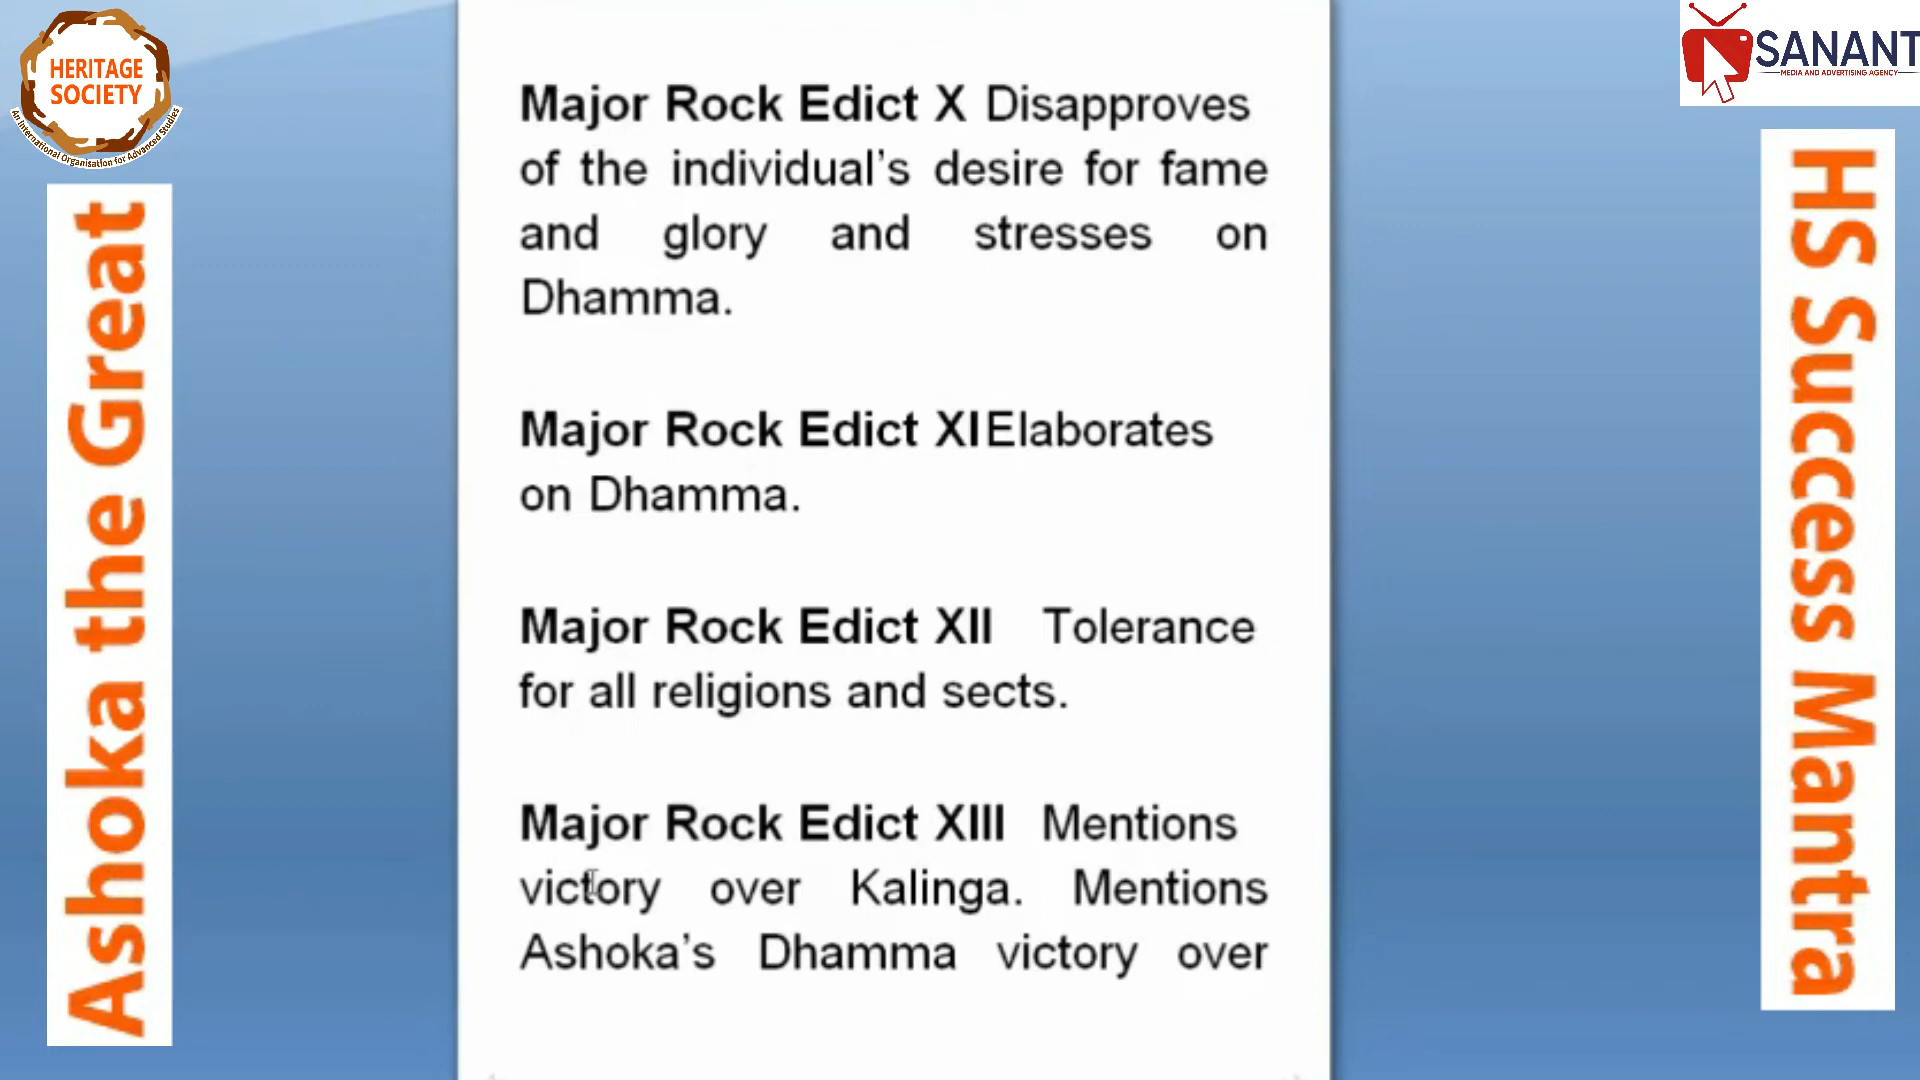 HERITAGE
SOCIETY
An International Organisation for Advanced Studies
SANANT
MEDIA AND ADVERTISING AGENCY
Ashoka the Great
HS Success Mantra
Major Rock Edict X Disapproves
of the individual’s desire for fame
and glory and stresses on
Dhamma.
Major Rock Edict XI Elaborates
on Dhamma.
Major Rock Edict XII Tolerance
for all religions and sects.
Major Rock Edict XIII Mentions
victory over Kalinga. Mentions
Ashoka’s Dhamma victory over